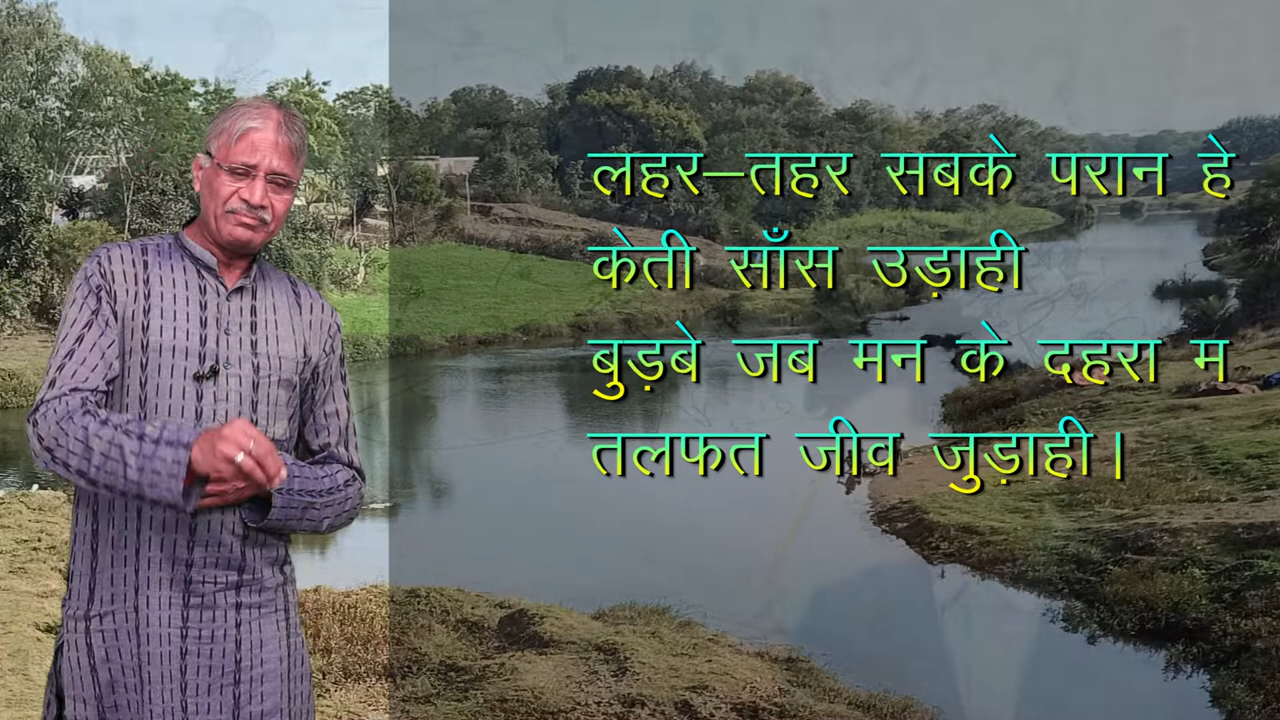 लहर–तहर सबके परान हे
केती साँस उड़ाही
बुड़बे जब मन के दहरा म
तलफत जीव जुड़ाही।